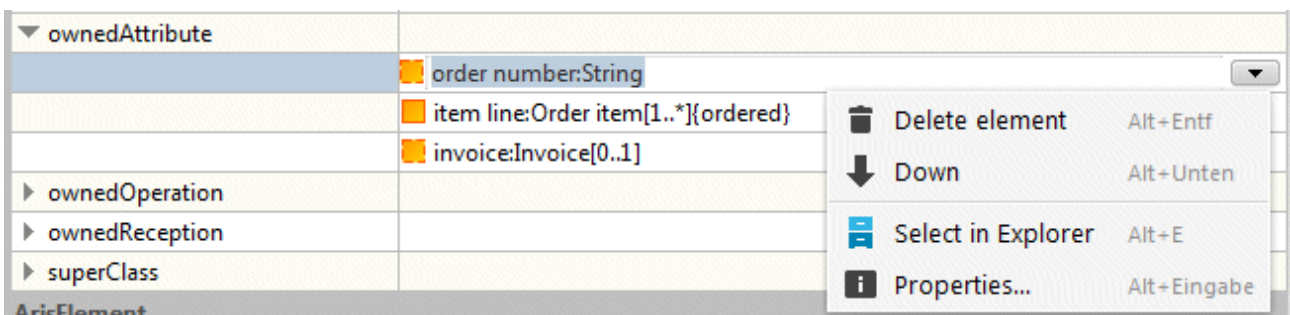 ownedAttribute
order number:String
item line:Order item[1..*]{ordered}
invoice:Invoice[0..1]
ownedOperation
ownedReception
superClass
ArisElement
Delete element Alt+Entf
Down Alt+Unten
Select in Explorer Alt+E
Properties... Alt+Eingabe